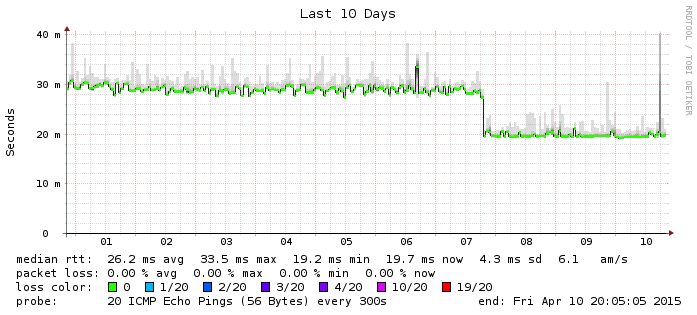 Last 10 Days
RRDTOOL / TOBI OETIKER
Seconds
40 m
30 m
20 m
10 m
0
01 02 03 04 05 06 07 08 09 10
median rtt: 26.2 ms avg 33.5 ms max 19.2 ms min 19.7 ms now 4.3 ms sd 6.1 am/s
packet loss: 0.00 % avg 0.00 % max 0.00 % min 0.00 % now
loss color: 0 1/20 2/20 3/20 4/20 10/20 19/20
probe: 20 ICMP Echo Pings (56 Bytes) every 300s end: Fri Apr 10 20:05:05 2015